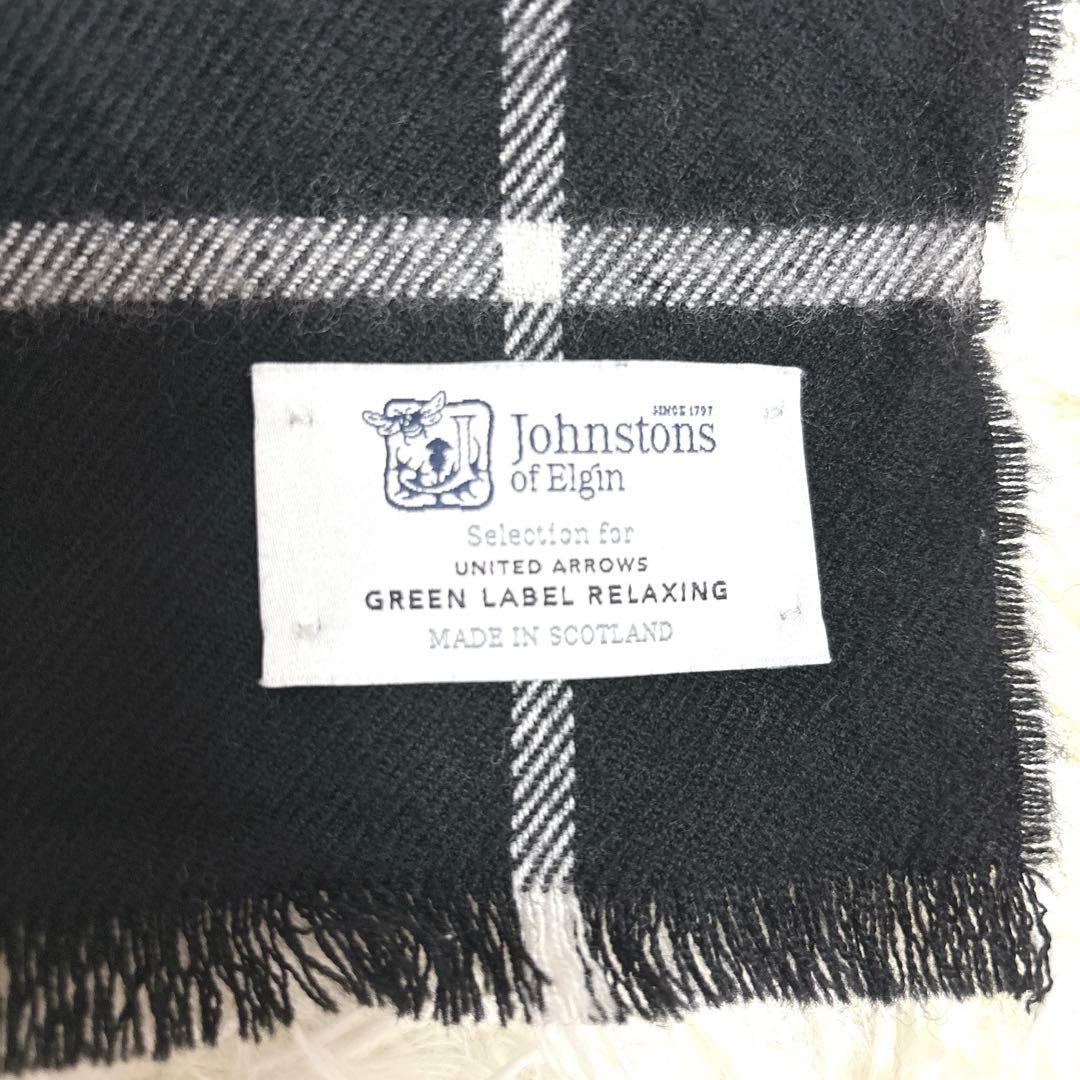 SINCE 1797
Johnstons
of Elgin
Selection for
UNITED ARROWS
GREEN LABEL RELAXING
MADE IN SCOTLAND